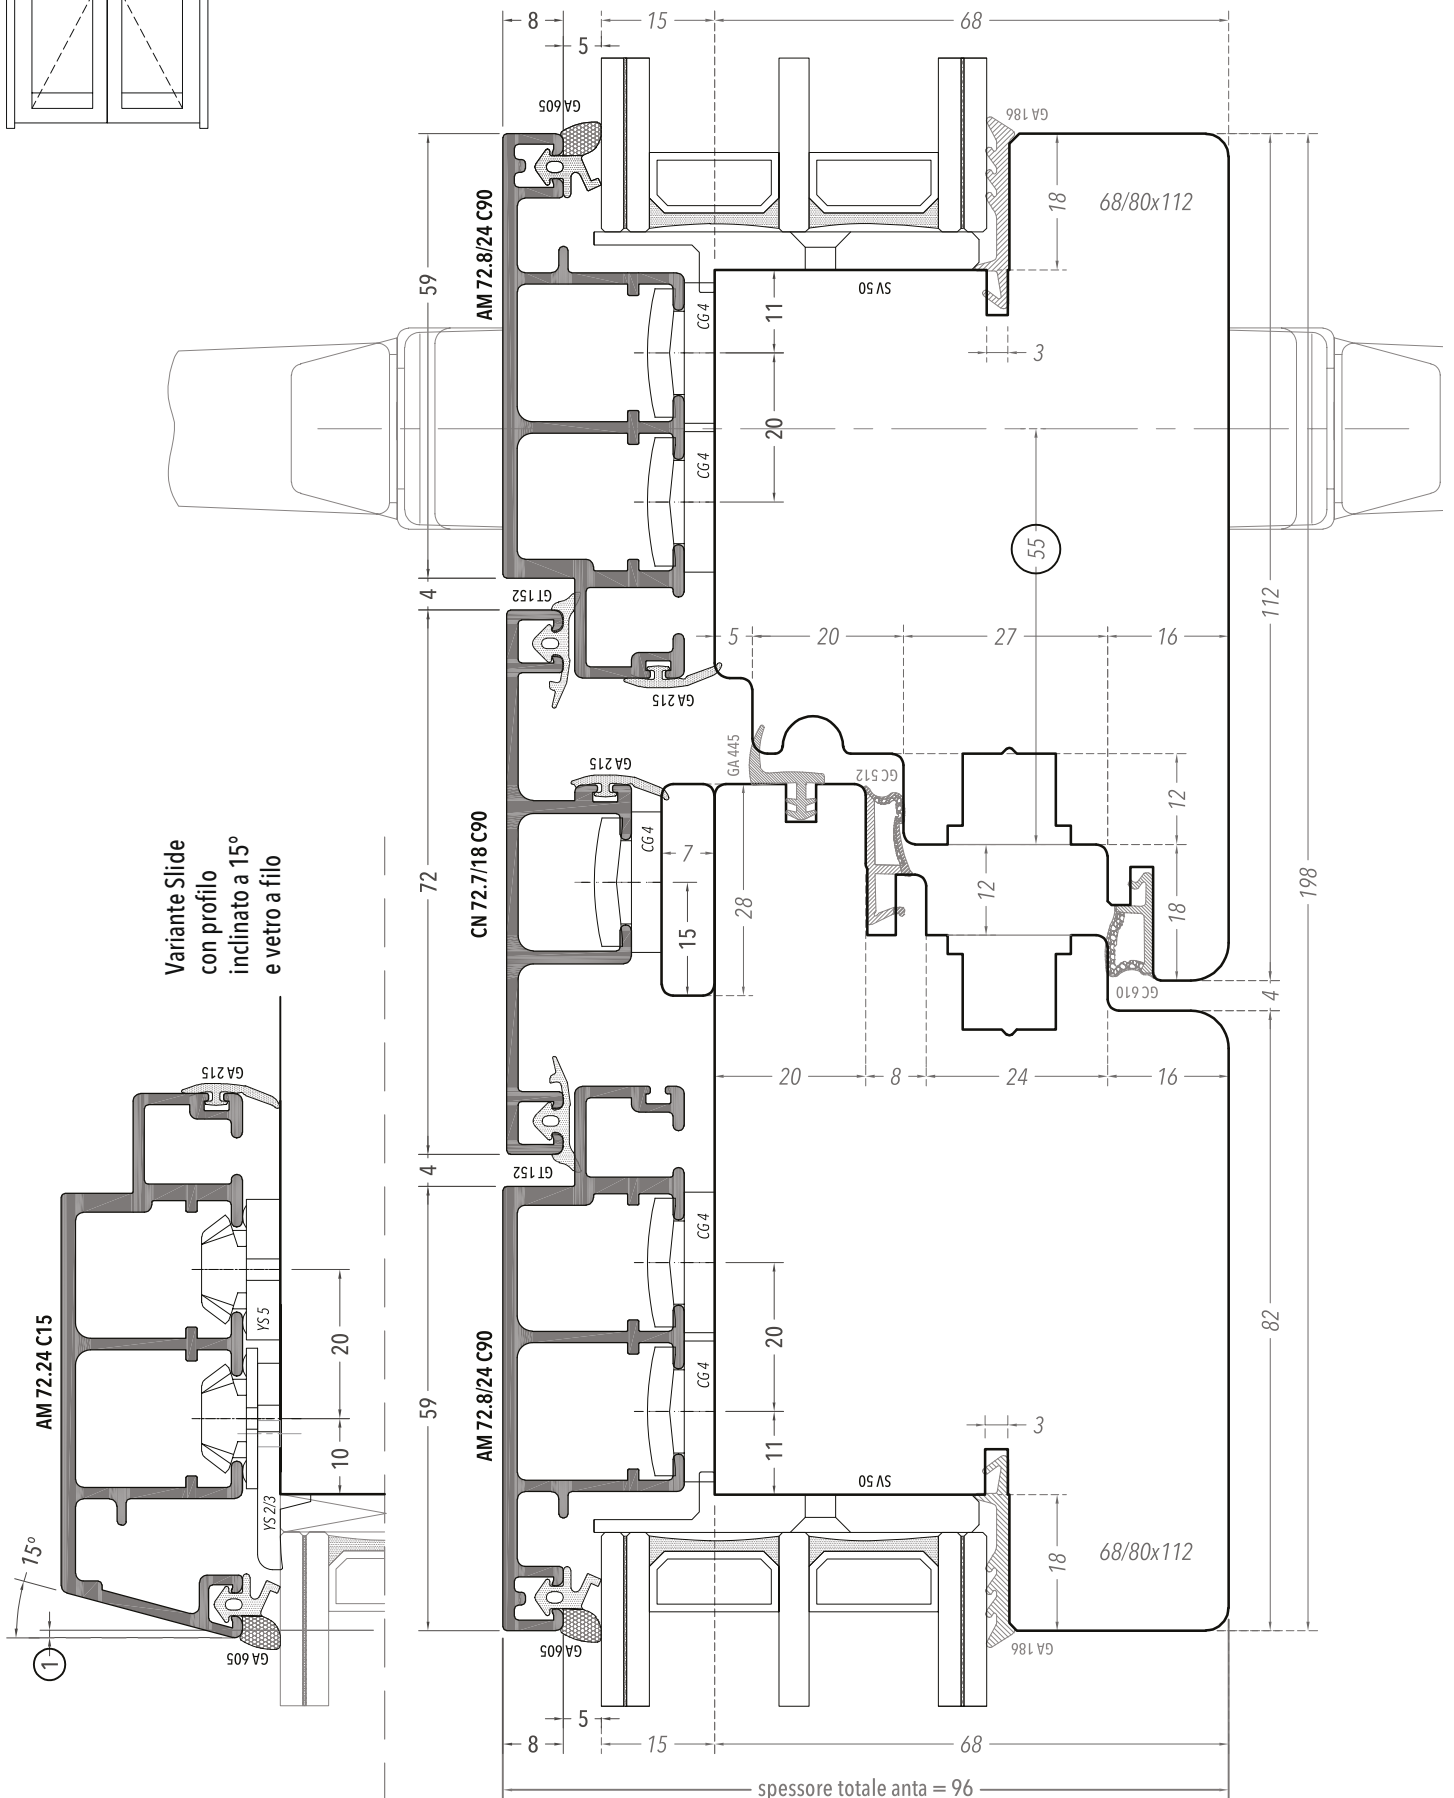 8
15
68
5
GA 605
GA 186
59
AM 72.8/24 C90
18
68/80x112
SV 50
CG 4
11
3
20
CG 4
55
112
4
GT 152
5
20
27
16
GA 215
GA 445
GA 215
GC 512
12
Variante Slide
con profilo
inclinato a 15°
e vetro a filo
72
CN 72.7/18 C90
CG 4
7
15
28
12
18
198
GC 610
4
GA 215
20
8
24
16
4
GT 152
AM 72.24 C15
YS 5
20
10
YS 2/3
15°
1
GA 605
59
AM 72.8/24 C90
CG 4
20
CG 4
11
82
3
SV 50
18
68/80x112
GA 605
GA 186
5
8
15
68
spessore totale anta = 96